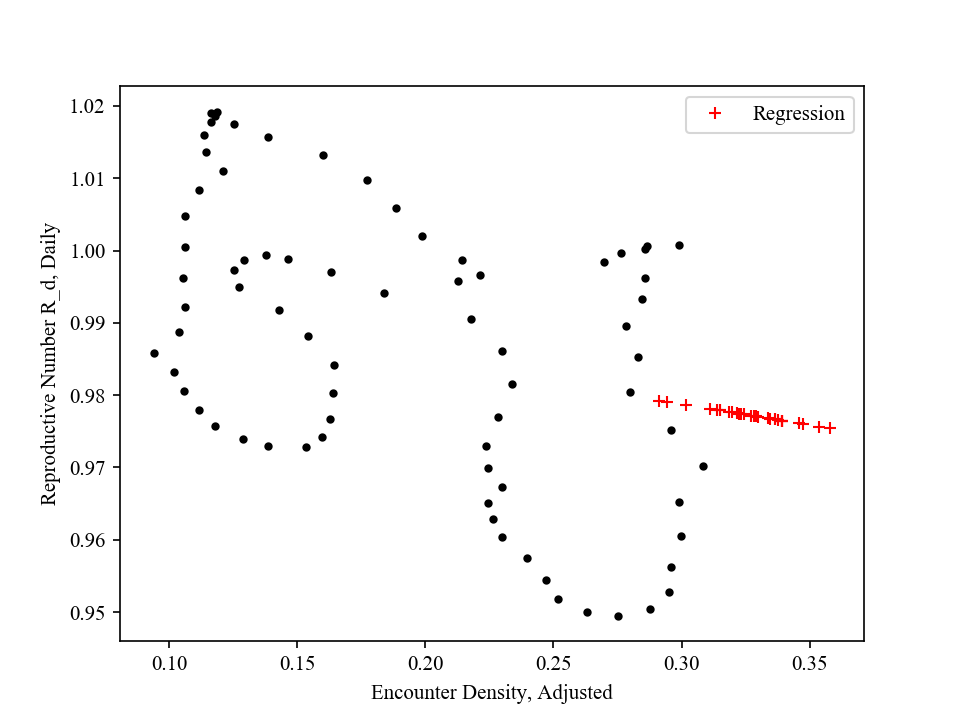 Regression
1.02
1.01
1.00
0.99
0.98
0.97
0.96
0.95
Reproductive Number R_d, Daily
0.10 0.15 0.20 0.25 0.30 0.35
Encounter Density, Adjusted